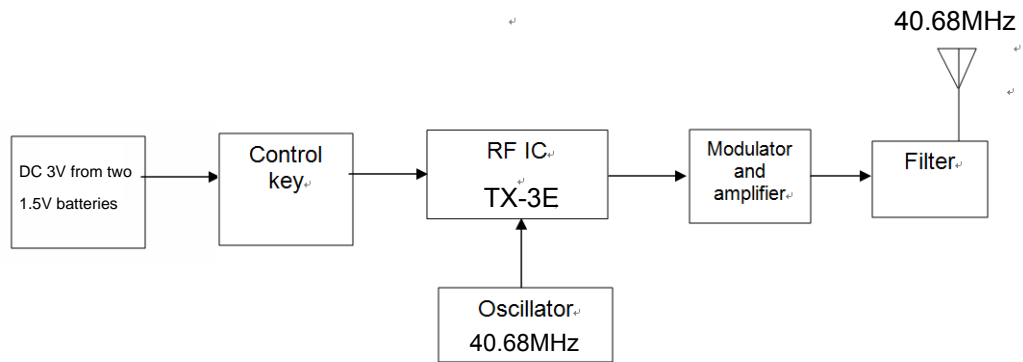 40.68MHz
DC 3V from two
1.5V batteries
Control
key
RF IC
TX-3E
Modulator
and
amplifier
Filter
Oscillator
40.68MHz